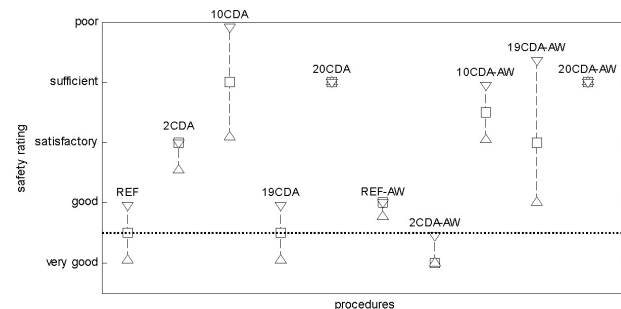 poor
10CDA
19CDA-AW
sufficient
20CDA
10CDA-AW
20CDA-AW
2CDA
satisfactory
safety rating
REF
19CDA
REF-AW
good
2CDA-AW
very good
procedures